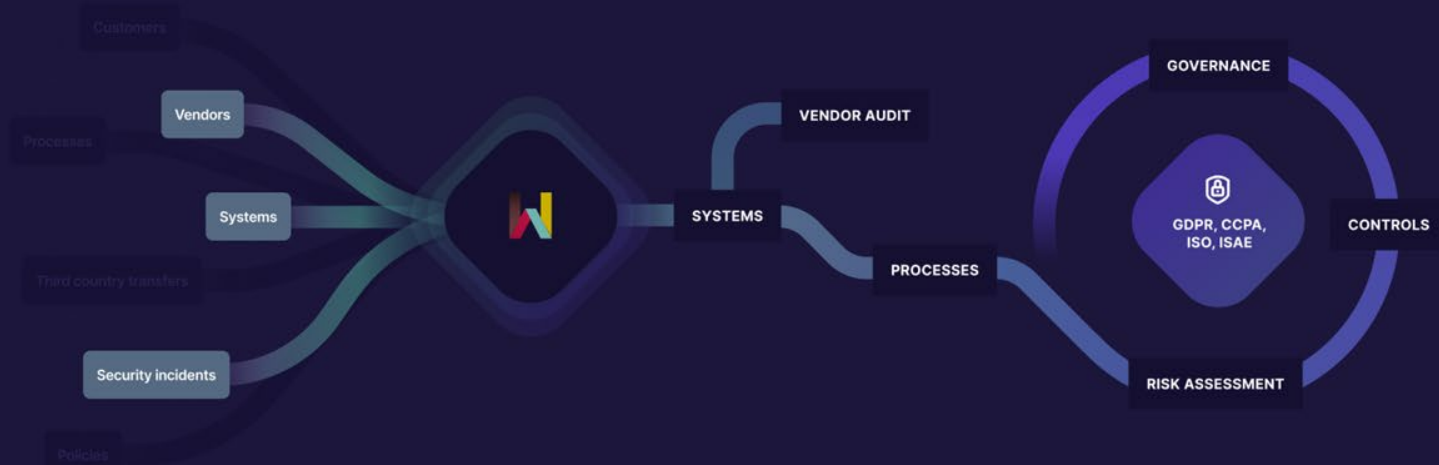 Customers
Vendors
Processes
Systems
Third country transfers
Security incidents
Policies
VENDOR AUDIT
SYSTEMS
PROCESSES
GOVERNANCE
GDPR, CCPA,
ISO, ISAE
CONTROLS
RISK ASSESSMENT